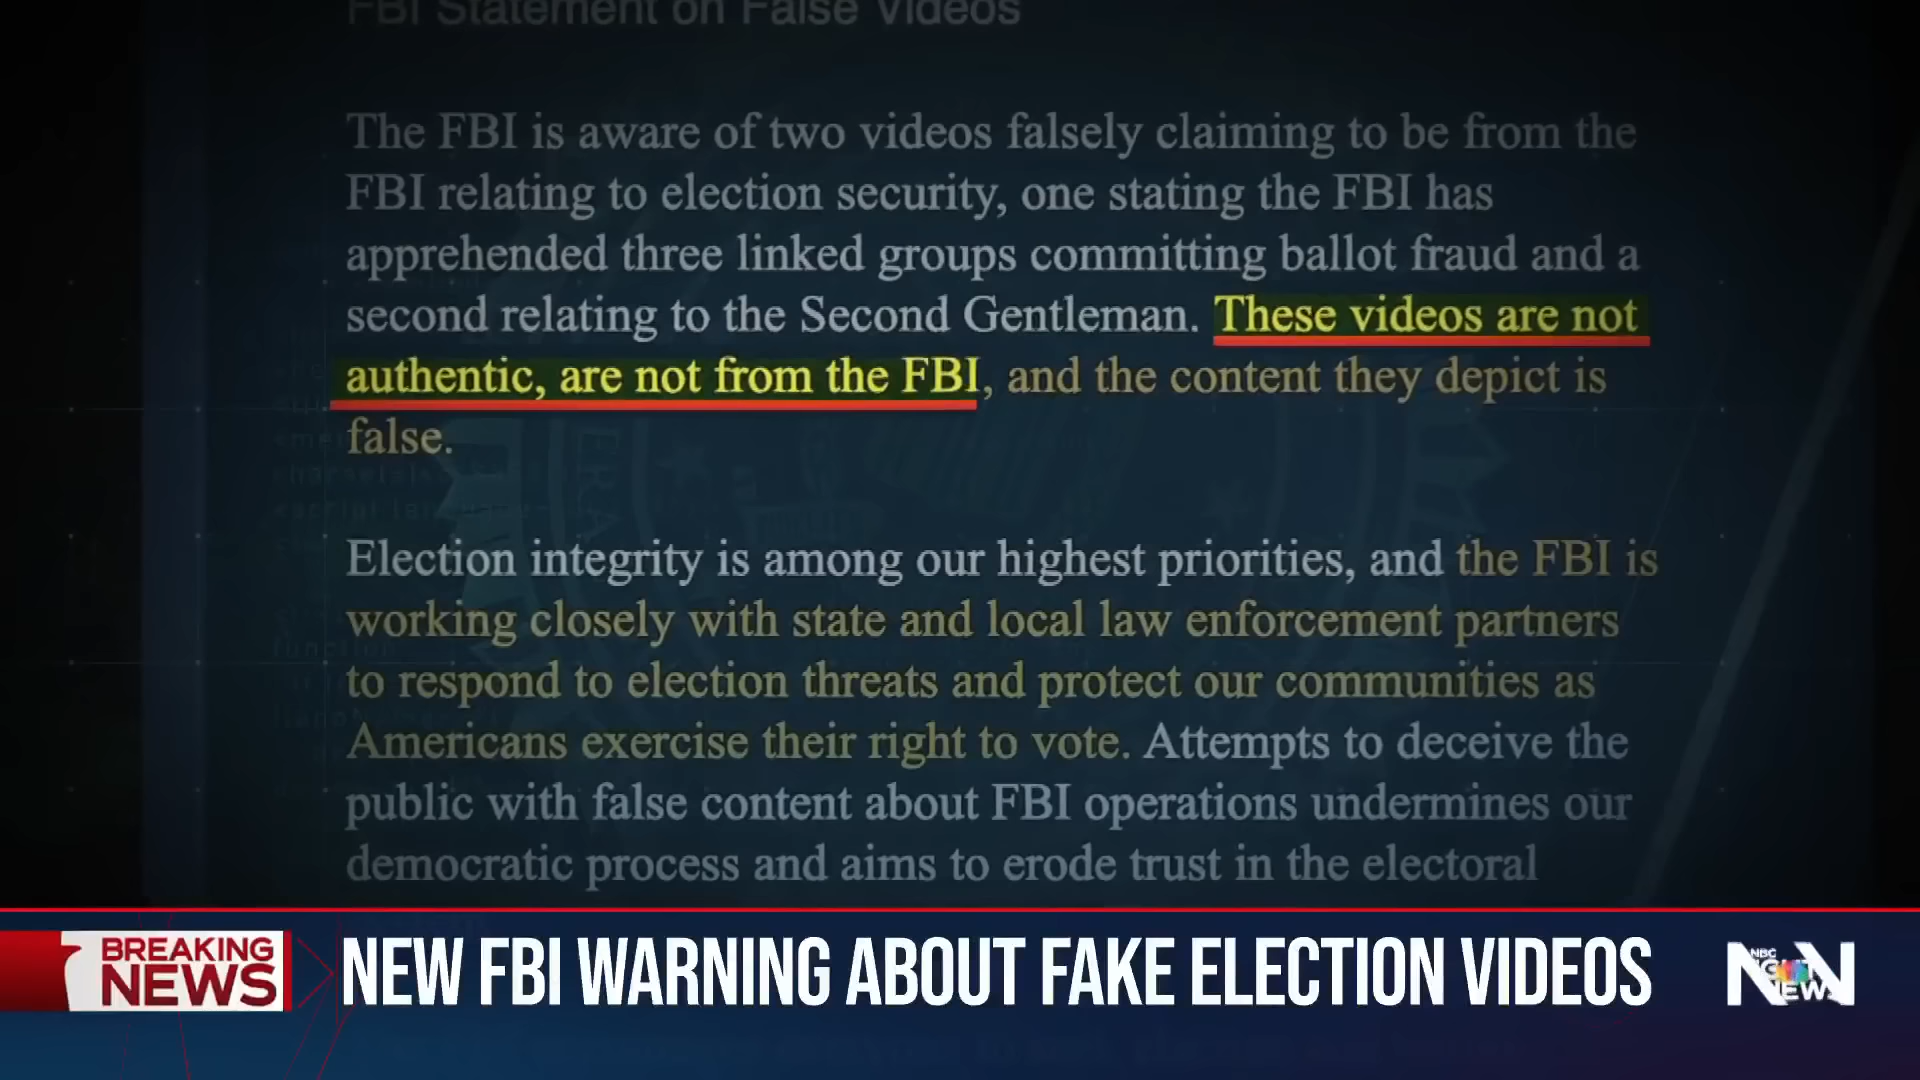 FBI Statement on False Videos
The FBI is aware of two videos falsely claiming to be from the
FBI relating to election security, one stating the FBI has
apprehended three linked groups committing ballot fraud and a
second relating to the Second Gentleman. These videos are not
authentic, are not from the FBI, and the content they depict is
false.
Election integrity is among our highest priorities, and the FBI is
working closely with state and local law enforcement partners
to respond to election threats and protect our communities as
Americans exercise their right to vote. Attempts to deceive the
public with false content about FBI operations undermines our
democratic process and aims to erode trust in the electoral
BREAKING
NEWS
NEW FBI WARNING ABOUT FAKE ELECTION VIDEOS
NBC
NEWS